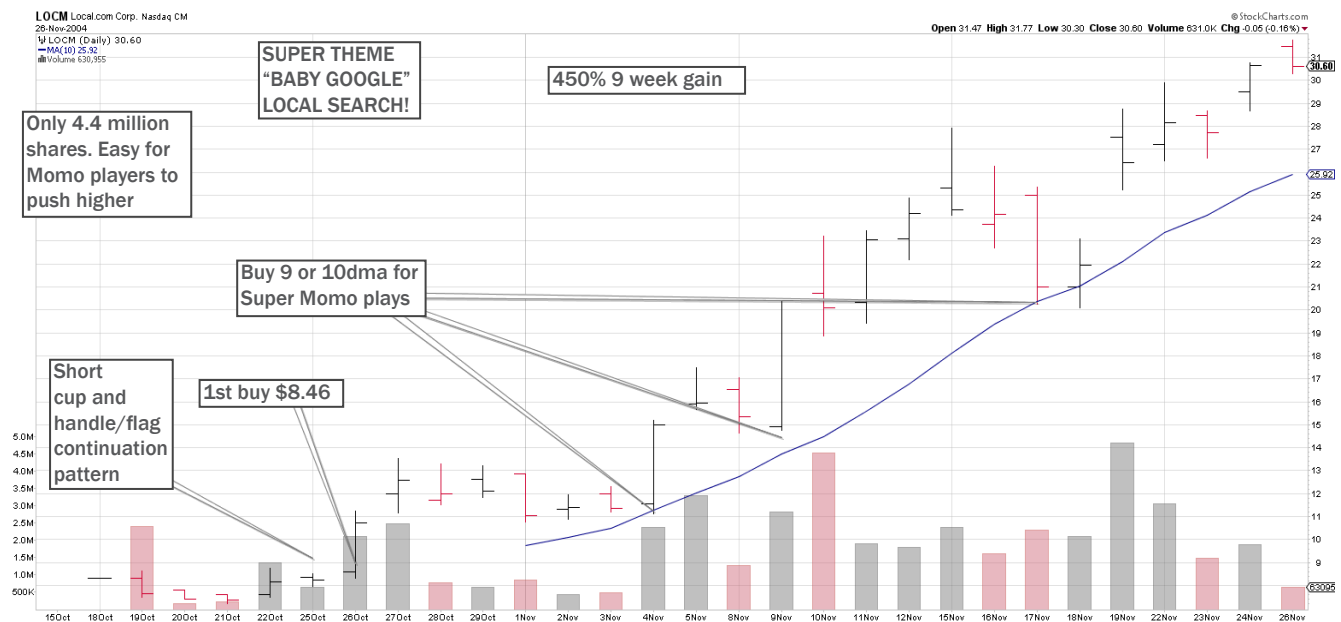 LOCM Local.com Corp. Nasdaq CM
© StockCharts.com
26-Nov-2004
Open 31.47 High 31.77 Low 30.30 Close 30.60 Volume 631.0K Chg -0.05 (-0.16%)
LOCM (Daily) 30.60
MA(10) 25.92
Volume 630,955
SUPER THEME
“BABY GOOGLE”
LOCAL SEARCH!
450% 9 week gain
Only 4.4 million
shares. Easy for
Momo players to
push higher
Buy 9 or 10dma for
Super Momo plays
Short
cup and
handle/flag
continuation
pattern
1st buy $8.46
31
30.60
30
29
28
27
26
25.92
25
24
23
22
21
20
19
18
17
16
15
14
13
12
11
10
9
63095
5.0M
4.5M
4.0M
3.5M
3.0M
2.5M
2.0M
1.5M
1.0M
500K
15Oct 18Oct 19Oct 20Oct 21Oct 22Oct 25Oct 26Oct 27Oct 28Oct 29Oct 1Nov 2Nov 3Nov 4Nov 5Nov 8Nov 9Nov 10Nov 11Nov 12Nov 15Nov 16Nov 17Nov 18Nov 19Nov 22Nov 23Nov 24Nov 26Nov